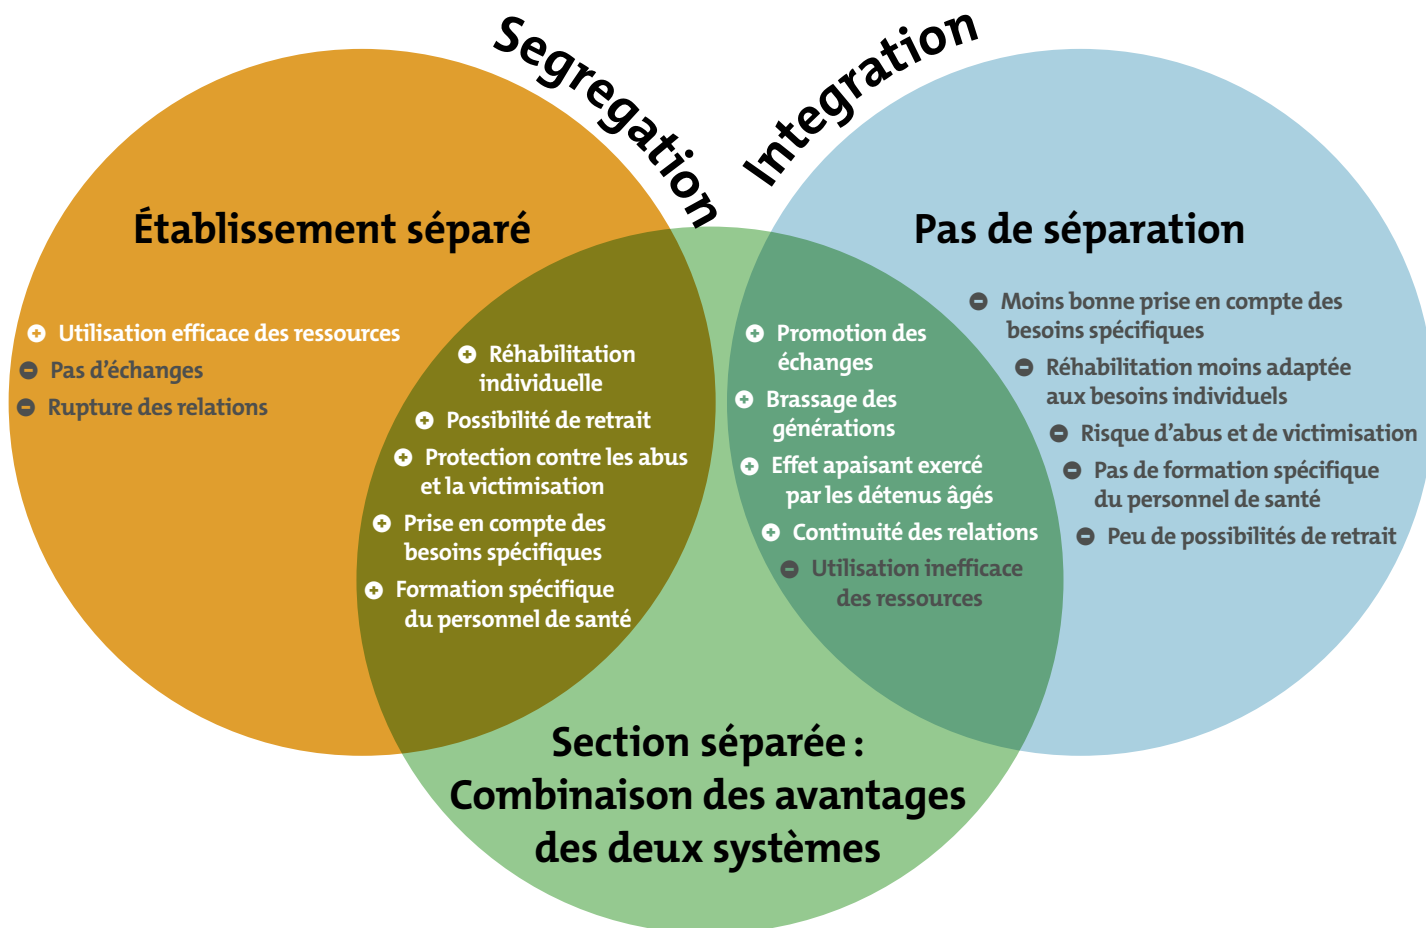 Segregation
Integration
Établissement séparé
Utilisation efficace des ressources
Pas d’échanges
Rupture des relations
Réhabilitation
individuelle
Possibilité de retrait
Protection contre les abus
et la victimisation
Prise en compte des
besoins spécifiques
Formation spécifique
du personnel de santé
Promotion des
échanges
Brassage des
générations
Effet apaisant exercé
par les détenus âgés
Continuité des relations
Utilisation inefficace
des ressources
Pas de séparation
Moins bonne prise en compte des
besoins spécifiques
Réhabilitation moins adaptée
aux besoins individuels
Risque d’abus et de victimisation
Pas de formation spécifique
du personnel de santé
Peu de possibilités de retrait
Section séparée :
Combinaison des avantages
des deux systèmes